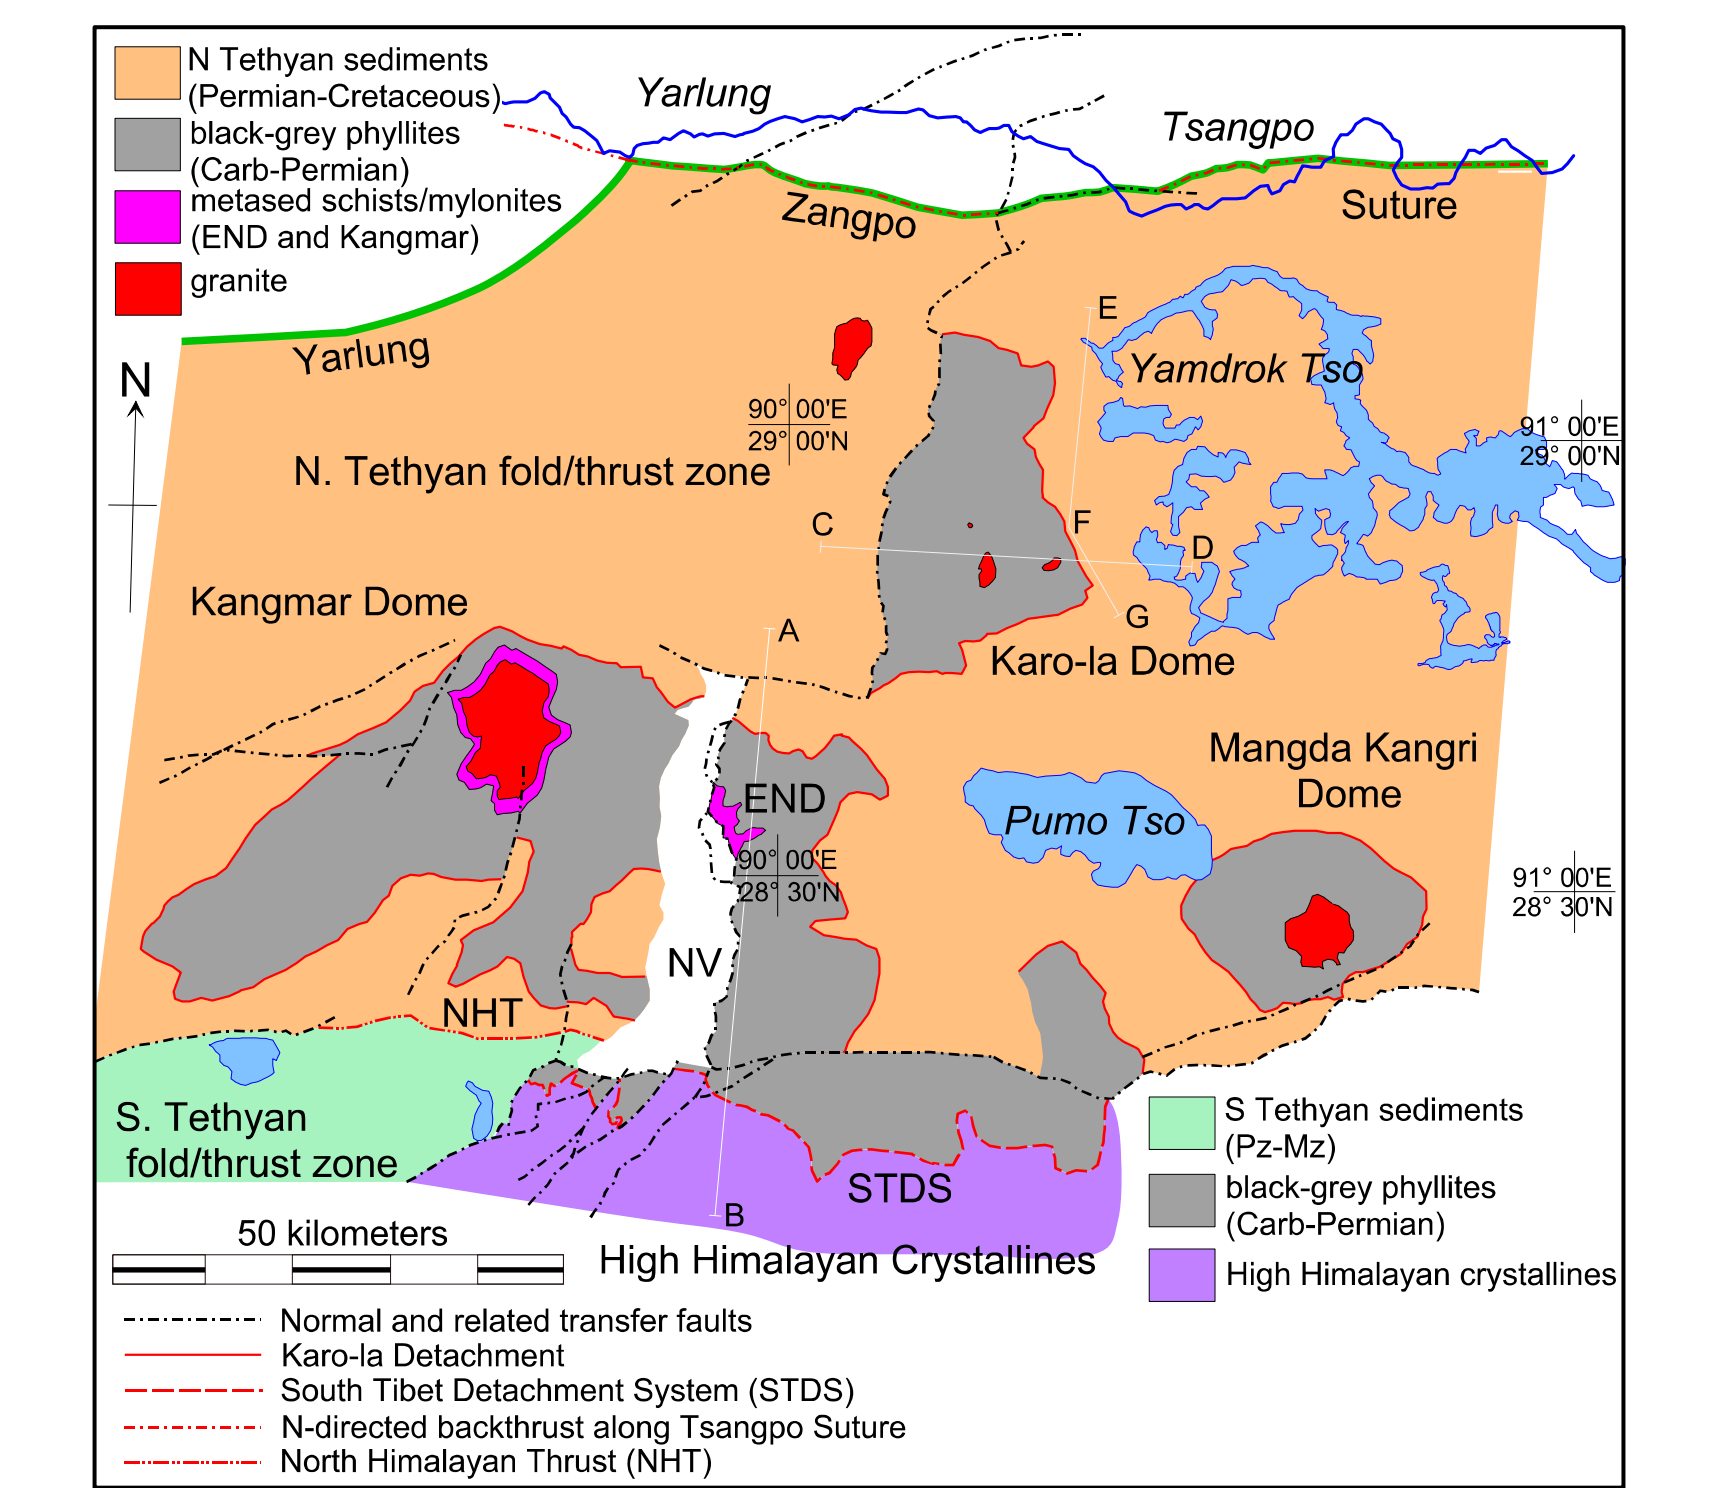 N Tethyan sediments
(Permian-Cretaceous)
black-grey phyllites
(Carb-Permian)
metased schists/mylonites
(END and Kangmar)
granite
Yarlung
Tsangpo
Zangpo
Suture
Yarlung
N
E
Yamdrok Tso
90° 00'E
29° 00'N
91° 00'E
29° 00'N
N. Tethyan fold/thrust zone
C
F
D
Kangmar Dome
A
G
Karo-la Dome
Mangda Kangri
Dome
END
Pumo Tso
90° 00'E
28° 30'N
91° 00'E
28° 30'N
NV
NHT
S. Tethyan
fold/thrust zone
STDS
B
High Himalayan Crystallines
S Tethyan sediments
(Pz-Mz)
black-grey phyllites
(Carb-Permian)
High Himalayan crystallines
50 kilometers
Normal and related transfer faults
Karo-la Detachment
South Tibet Detachment System (STDS)
N-directed backthrust along Tsangpo Suture
North Himalayan Thrust (NHT)